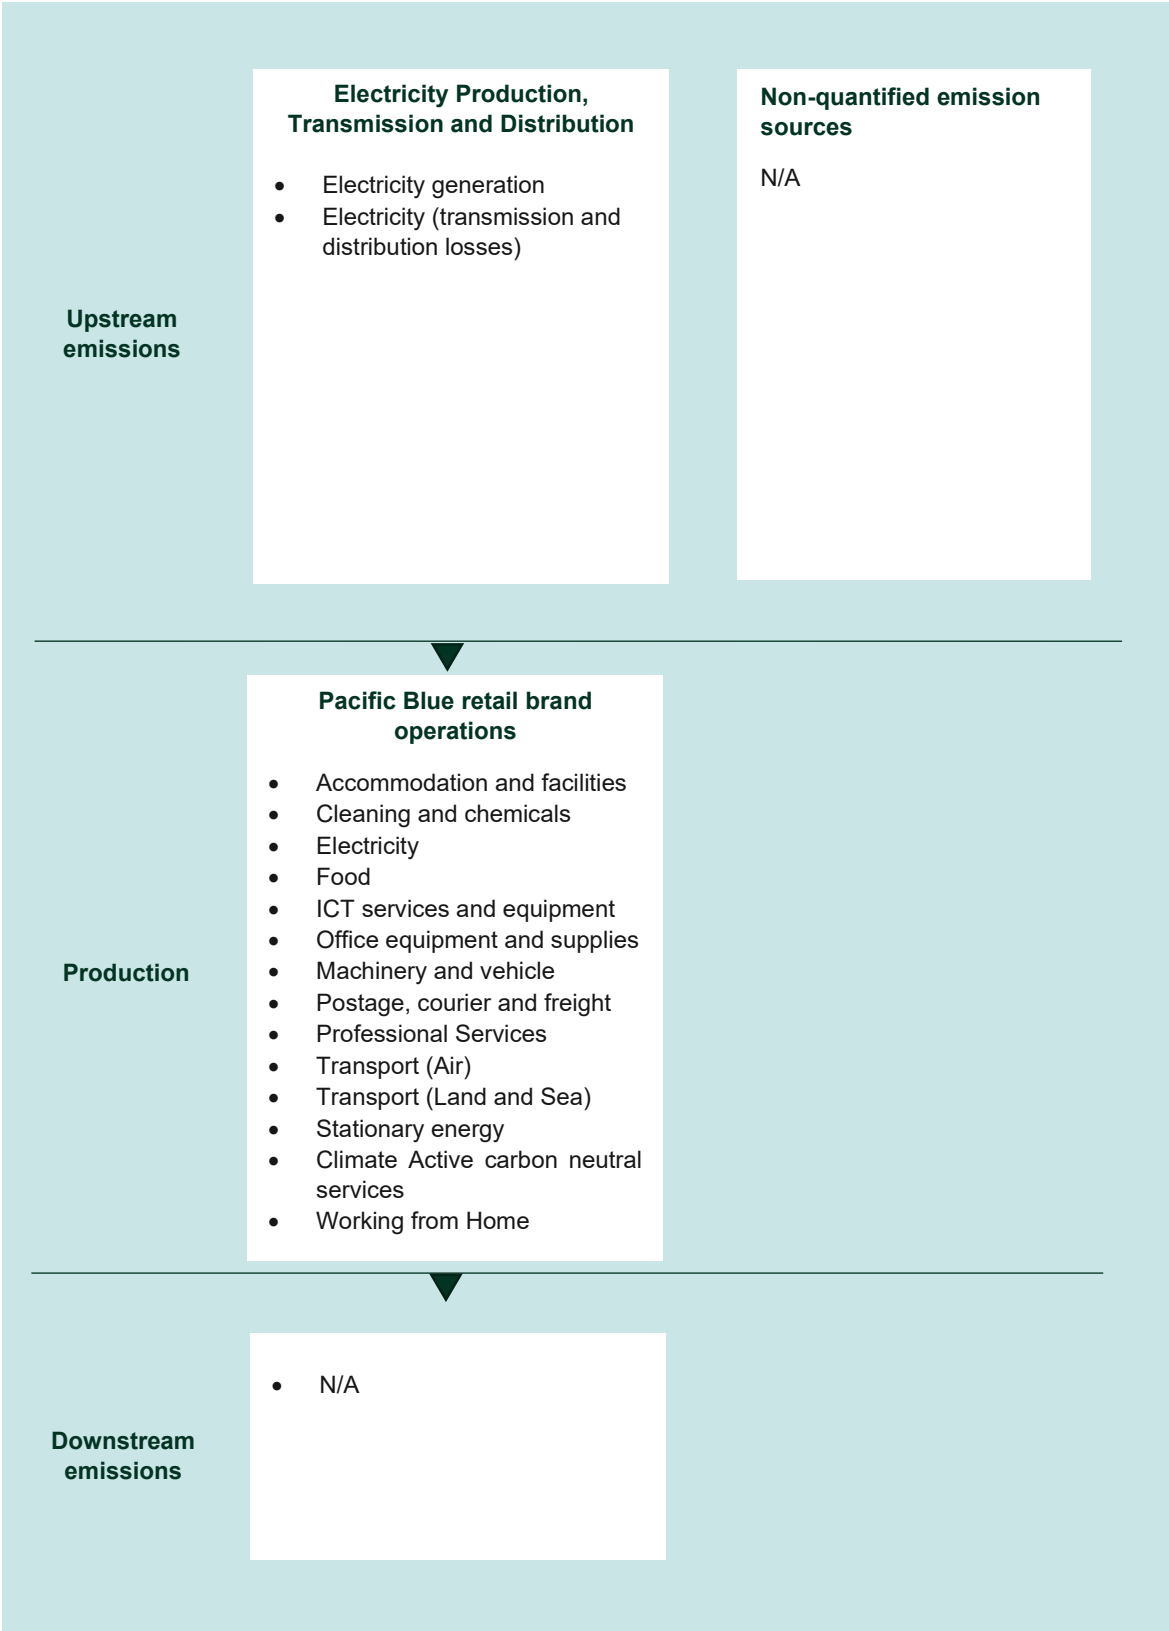 Electricity Production,
Transmission and Distribution
• Electricity generation
• Electricity (transmission and
distribution losses)
Non-quantified emission
sources
N/A
Upstream
emissions
Pacific Blue retail brand
operations
• Accommodation and facilities
• Cleaning and chemicals
• Electricity
• Food
• ICT services and equipment
• Office equipment and supplies
• Machinery and vehicle
• Postage, courier and freight
• Professional Services
• Transport (Air)
• Transport (Land and Sea)
• Stationary energy
• Climate Active carbon neutral
services
• Working from Home
Production
• N/A
Downstream
emissions